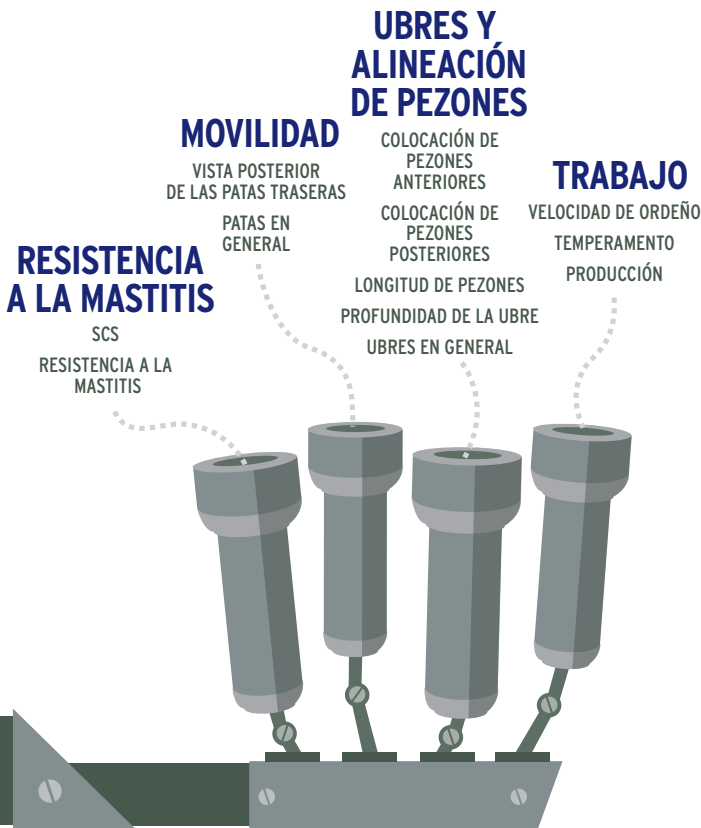 RESISTENCIA
A LA MASTITIS
SCS
RESISTENCIA A LA
MASTITIS
MOVILIDAD
VISTA POSTERIOR
DE LAS PATAS TRASERAS
PATAS EN
GENERAL
UBRES Y
ALINEACIÓN
DE PEZONES
COLOCACIÓN DE
PEZONES
ANTERIORES
COLOCACIÓN DE
PEZONES
POSTERIORES
LONGITUD DE PEZONES
PROFUNDIDAD DE LA UBRE
UBRES EN GENERAL
TRABAJO
VELOCIDAD DE ORDEÑO
TEMPERAMENTO
PRODUCCIÓN